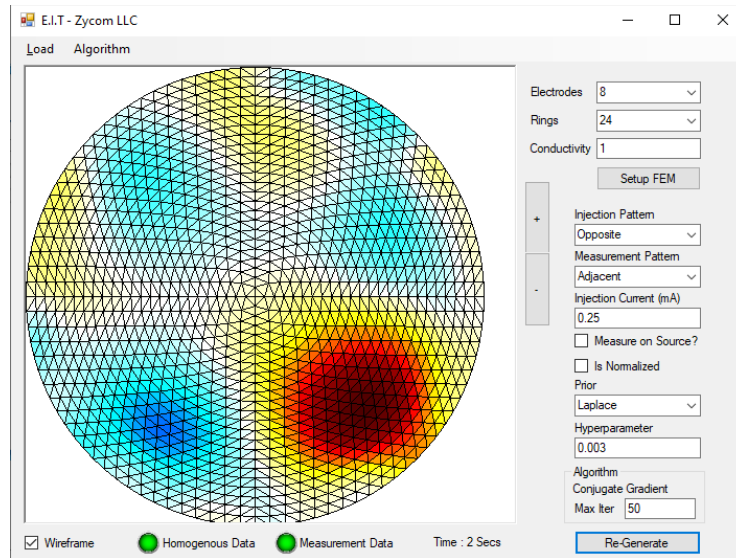 E.I.T - Zycom LLC
Load Algorithm
Electrodes 8
Rings 24
Conductivity 1
Setup FEM
+
-
Injection Pattern
Opposite
Measurement Pattern
Adjacent
Injection Current (mA)
0.25
Measure on Source?
Is Normalized
Prior
Laplace
Hyperparameter
0.003
Algorithm
Conjugate Gradient
Max Iter 50
Wireframe Homogenous Data Measurement Data Time : 2 Secs
Re-Generate